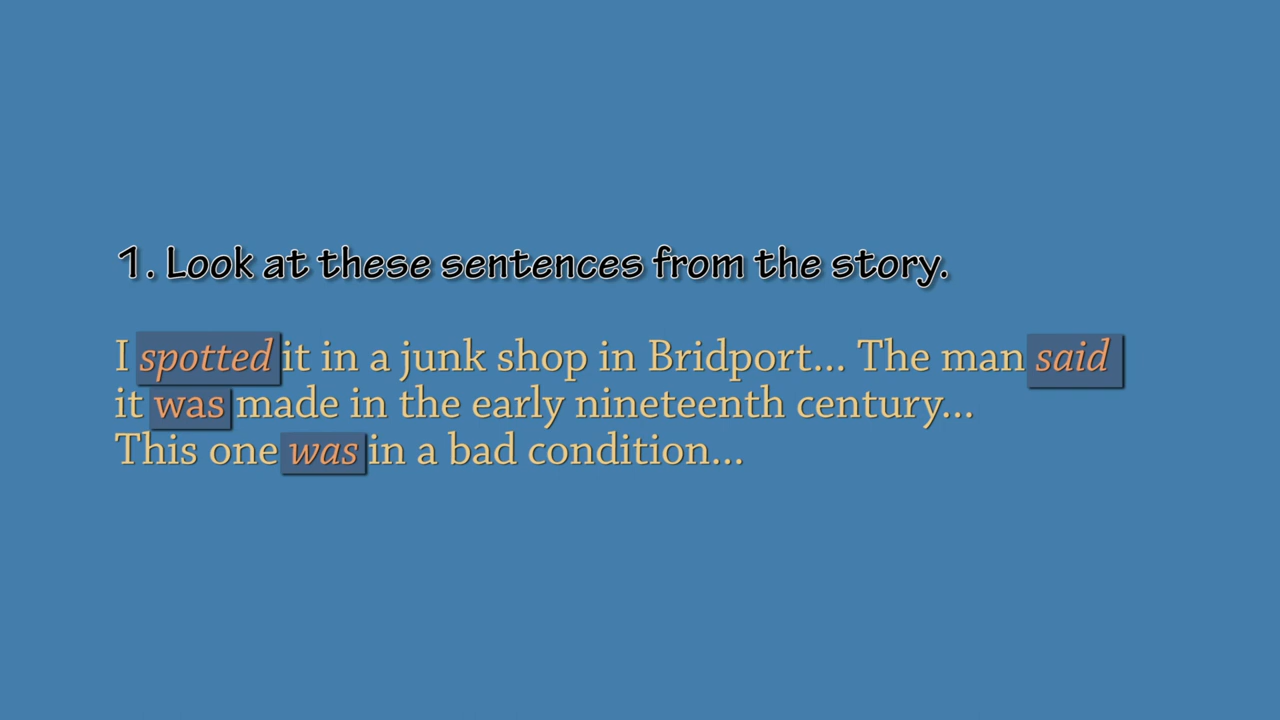 1. Look at these sentences from the story.
I spotted it in a junk shop in Bridport... The man said
it was made in the early nineteenth century...
This one was in a bad condition...